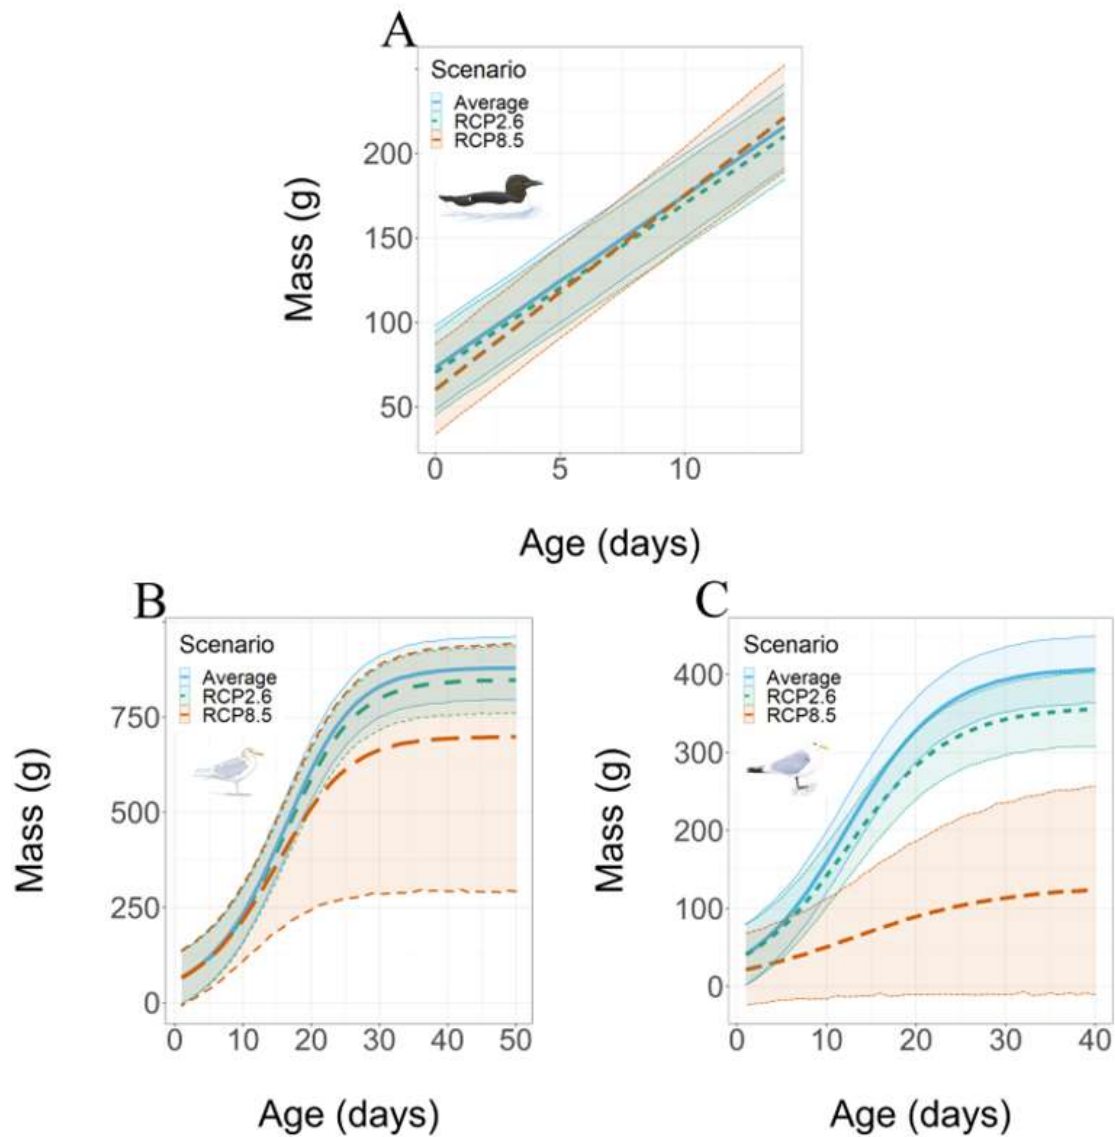 A
Scenario
Average
RCP2.6
RCP8.5
Mass (g)
200
150
100
50
0 5 10
Age (days)
B
Scenario
Average
RCP2.6
RCP8.5
Mass (g)
750
500
250
0
0 10 20 30 40 50
Age (days)
C
Scenario
Average
RCP2.6
RCP8.5
Mass (g)
400
300
200
100
0
0 10 20 30 40
Age (days)